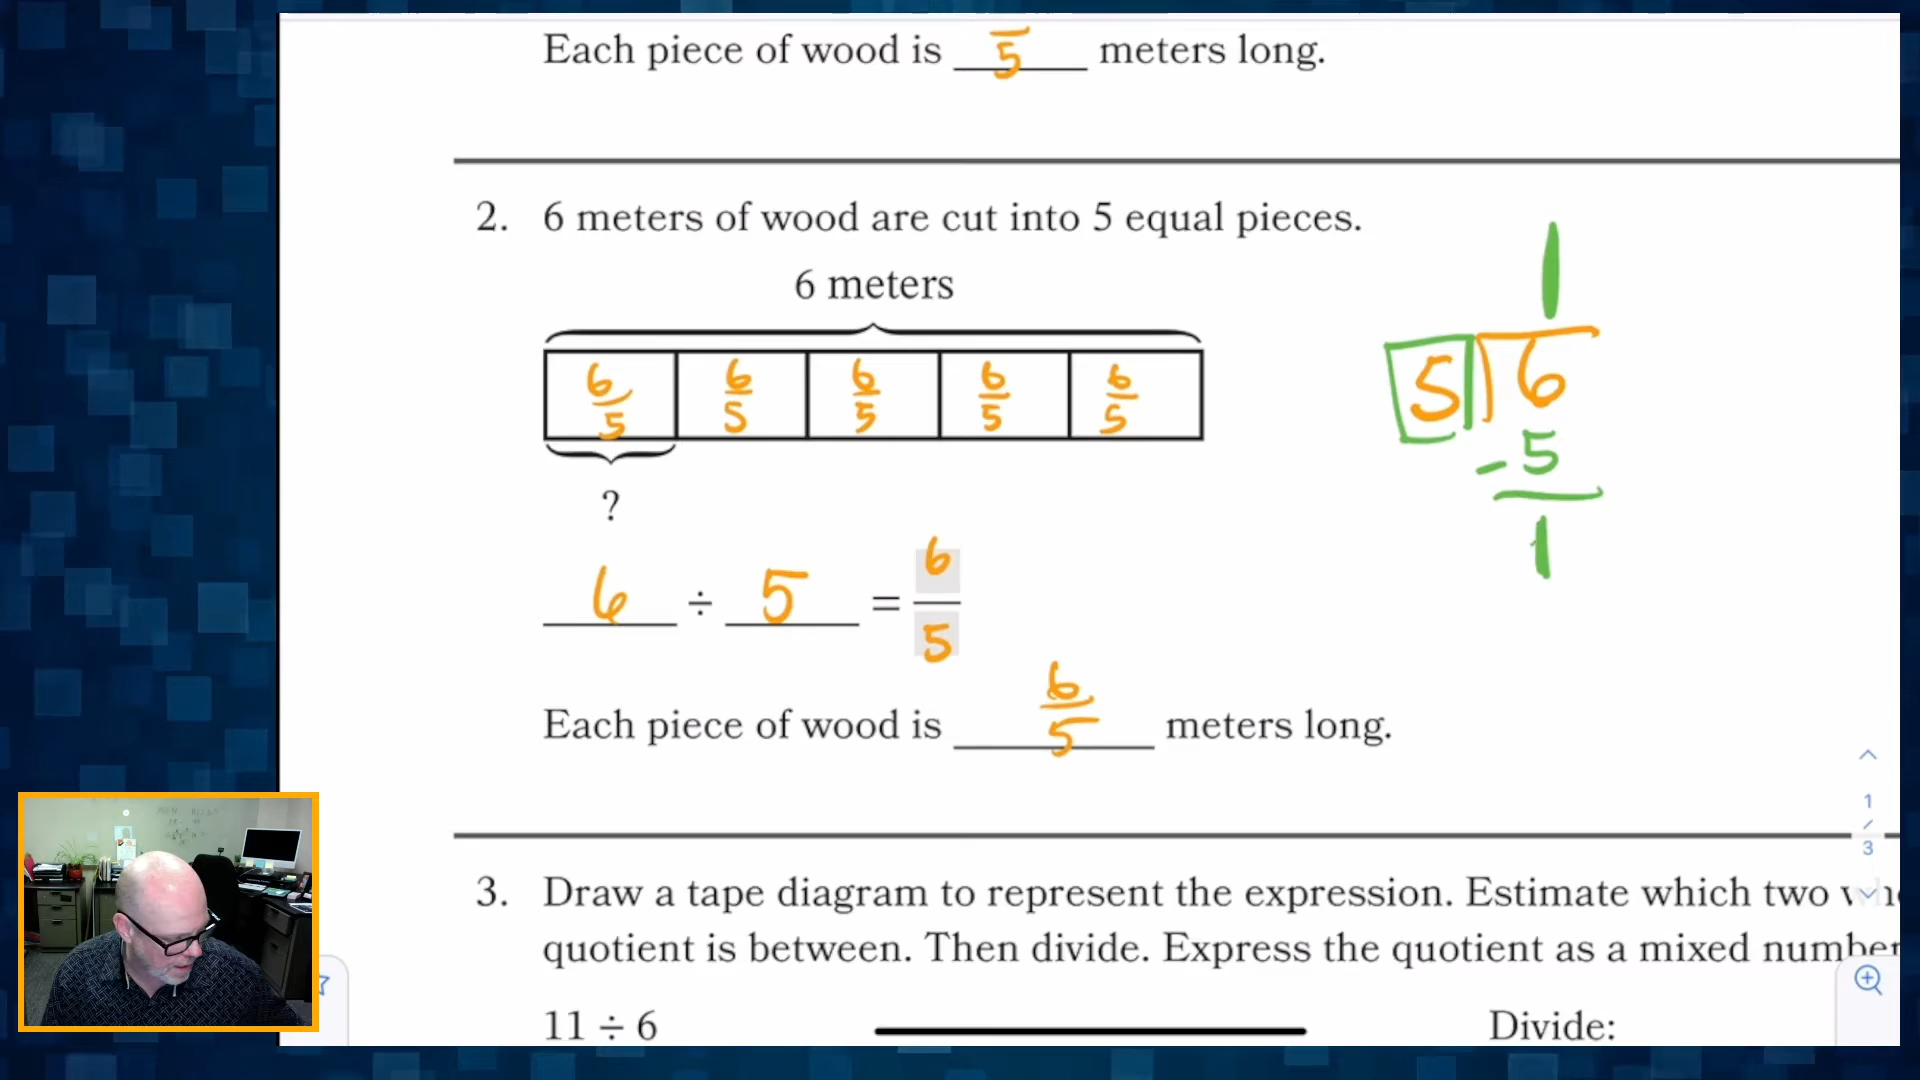 Each piece of wood is 5 meters long.
2. 6 meters of wood are cut into 5 equal pieces.
6 meters
6/5 6/5 6/5 6/5 6/5
?
6 ÷ 5 = 6/5
Each piece of wood is 6/5 meters long.
1
5 6
-5
1
3. Draw a tape diagram to represent the expression. Estimate which two
quotient is between. Then divide. Express the quotient as a mixed number
11 ÷ 6 Divide:
1
/
3